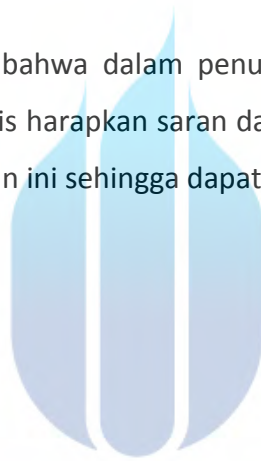 bahwa dalam penu
is harapkan saran da
n ini sehingga dapat